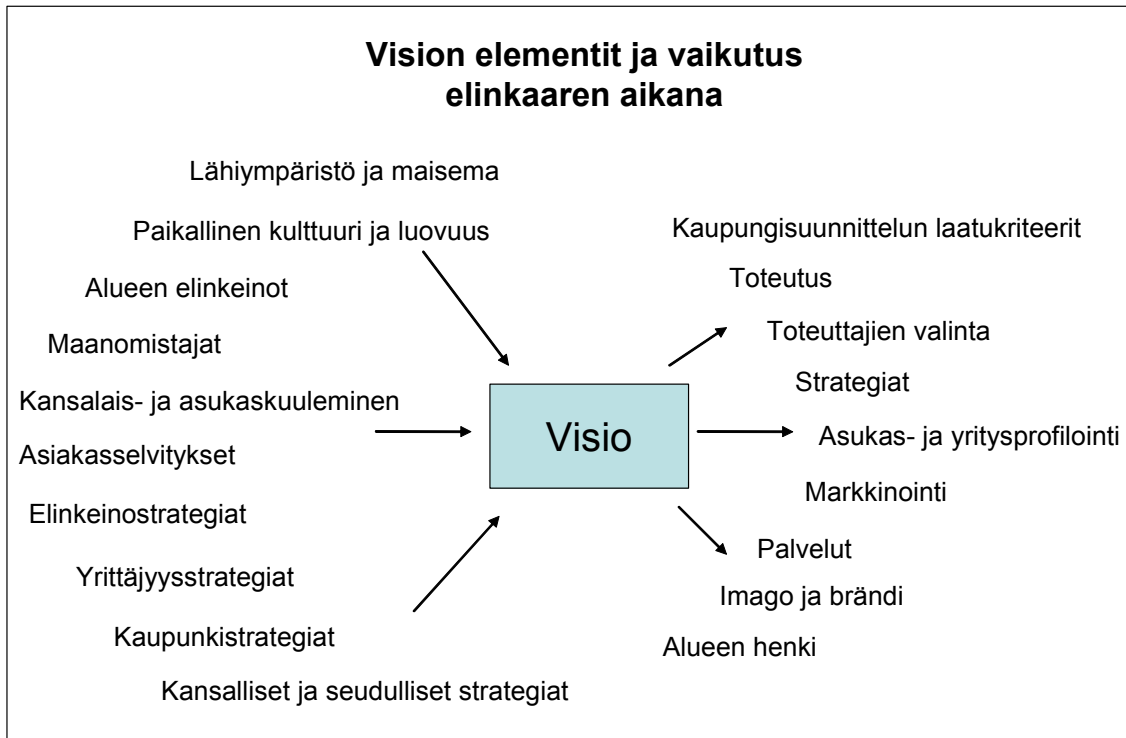 Vision elementit ja vaikutus
elinkaaren aikana
Lähiympäristö ja maisema
Paikallinen kulttuuri ja luovuus
Alueen elinkeinot
Maanomistajat
Kansalais- ja asukaskuuleminen
Asiakasselvitykset
Elinkeinostrategiat
Yrittäjyysstrategiat
Kaupunkistrategiat
Kansalliset ja seudulliset strategiat
Visio
Kaupungisuunnittelun laatukriteerit
Toteutus
Toteuttajien valinta
Strategiat
Asukas- ja yritysprofilointi
Markkinointi
Palvelut
Imago ja brändi
Alueen henki